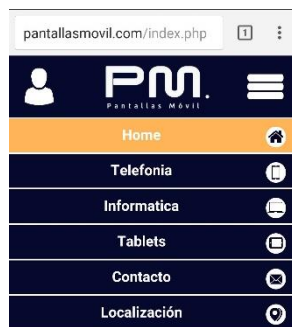 pantallasmovil.com/index.php 1
PM.
Pantallas Móvil
Home
Telefonia
Informatica
Tablets
Contacto
Localización